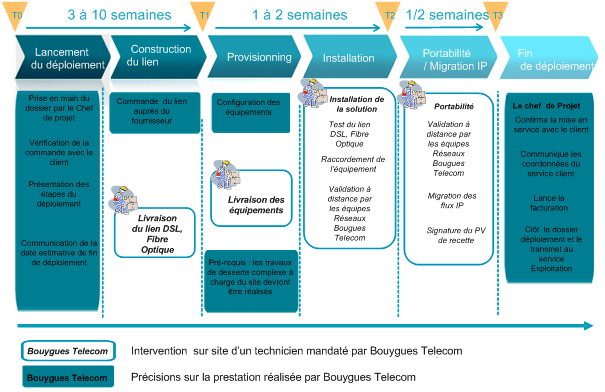 T0
3 à 10 semaines
T1
1 à 2 semaines
T2
1/2 semaines
T3
Lancement
du déploiement
Construction
du lien
Provisionning
Installation
Portabilité
/ Migration IP
Fin
de déploiement
Prise en main du
dossier par le Chef
de projet
Vérification de la
commande avec le
client
Présentation des
étapes du
déploiement
Communication de la
date estimative de fin
de déploiement
Commande du lien
auprès du
fournisseur
Livraison
du lien DSL,
Fibre
Optique
Configuration des
équipements
Livraison des
équipements
Pré-requis : les travaux
de desserte complexe à
charge du site devront
être réalisés
Installation de
la solution
Test du lien
DSL, Fibre
Optique
Raccordement de
l'équipement
Validation à
distance par
les équipes
Réseaux
Bougues
Telecom
Portabilité
Validation à
distance par
les équipes
Réseaux
Bougues
Telecom
Migration des
flux IP
Signature du PV
de recette
Le chef de Projet
Confirme la mise en
service avec le client
Communique les
coordonnées du
service client
Lance la
facturation
Clôt le dossier
déploiement et le
transmet au
service
Exploitation
Bouygues Telecom
Intervention sur site d'un technicien mandaté par Bouygues Telecom
Bouygues Telecom
Précisions sur la prestation réalisée par Bouygues Telecom